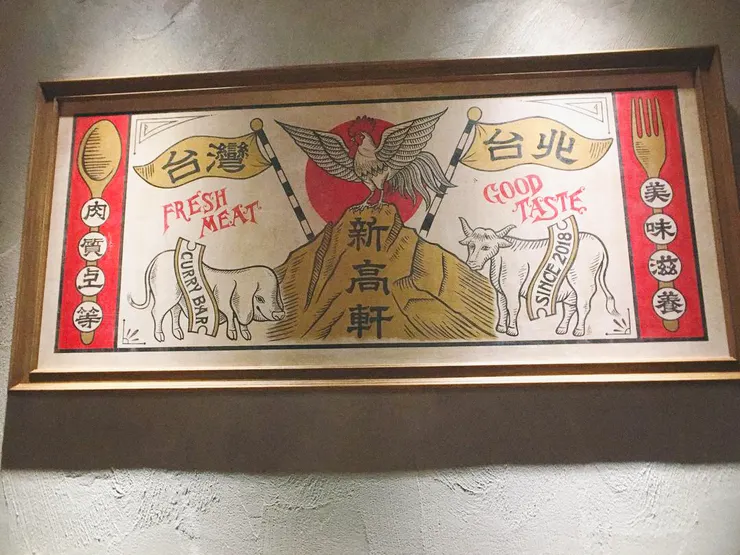 肉質上等
台灣
FRESH
MEAT
CURRY BAR
新高軒
台北
GOOD
TASTE
SINCE 2018
美味滋養